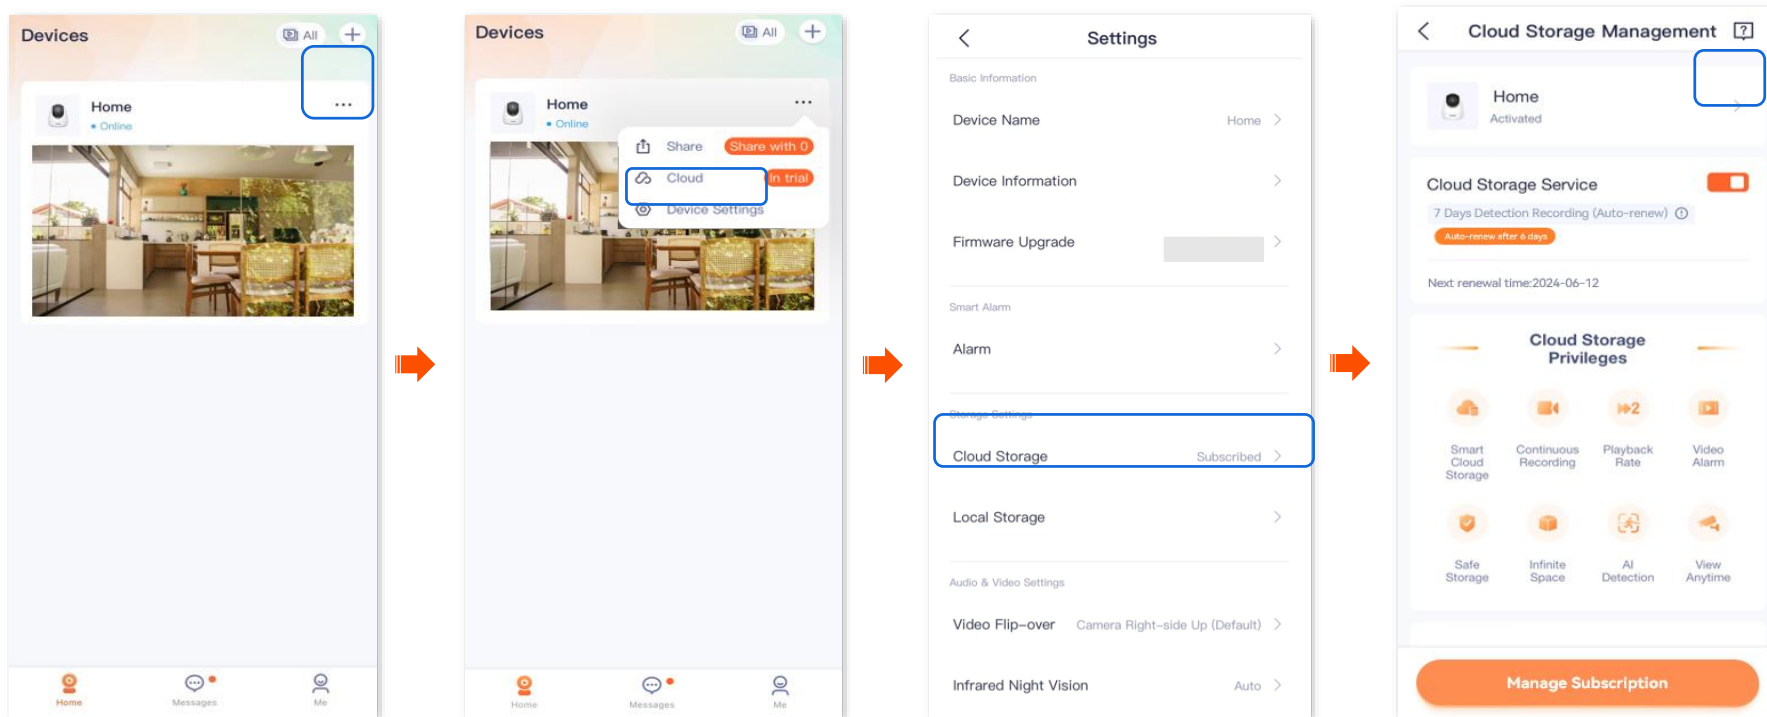 Devices
All
Home
Online
Home
Messages
Me
Devices
All
Home
Online
Share
Share with 0
Cloud
In trial
Device Settings
Home
Messages
Me
Settings
Basic Information
Device Name
Home
Device Information
Firmware Upgrade
Smart Alarm
Alarm
Storage Settings
Cloud Storage
Subscribed
Local Storage
Audio & Video Settings
Video Flip-over
Camera Right-side Up (Default)
Infrared Night Vision
Auto
Cloud Storage Management
Home
Activated
Cloud Storage Service
7 Days Detection Recording (Auto-renew)
Auto-renew after 6 days
Next renewal time:2024-06-12
Cloud Storage
Privileges
Smart
Cloud
Storage
Continuous
Recording
2
Playback
Rate
Video
Alarm
Safe
Storage
Infinite
Space
AI
Detection
View
Anytime
Manage Subscription